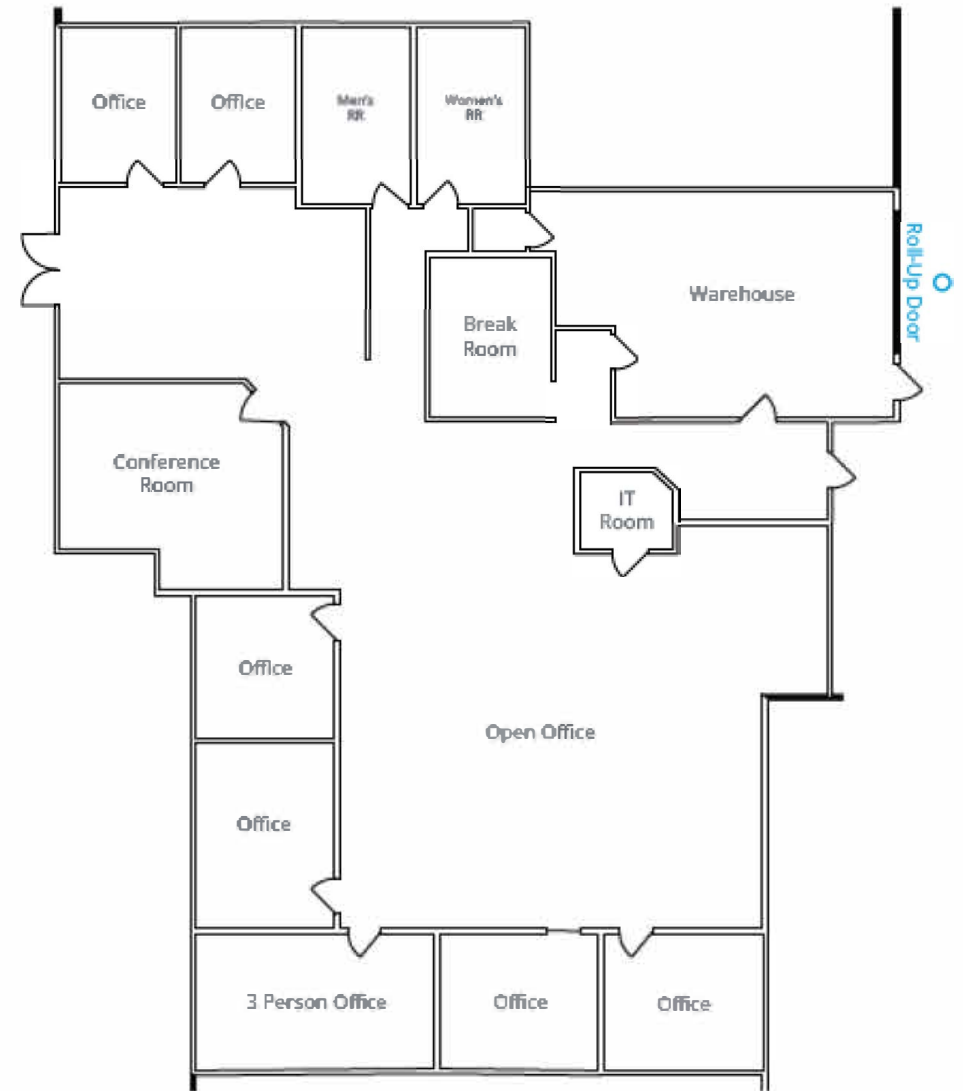 Office
Office
Men's
RR
Women's
RR
Roll-Up Door
Warehouse
Break
Room
Conference
Room
IT
Room
Office
Open Office
Office
3 Person Office
Office
Office